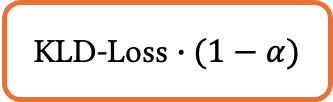 KLD-Loss · (1 − α)